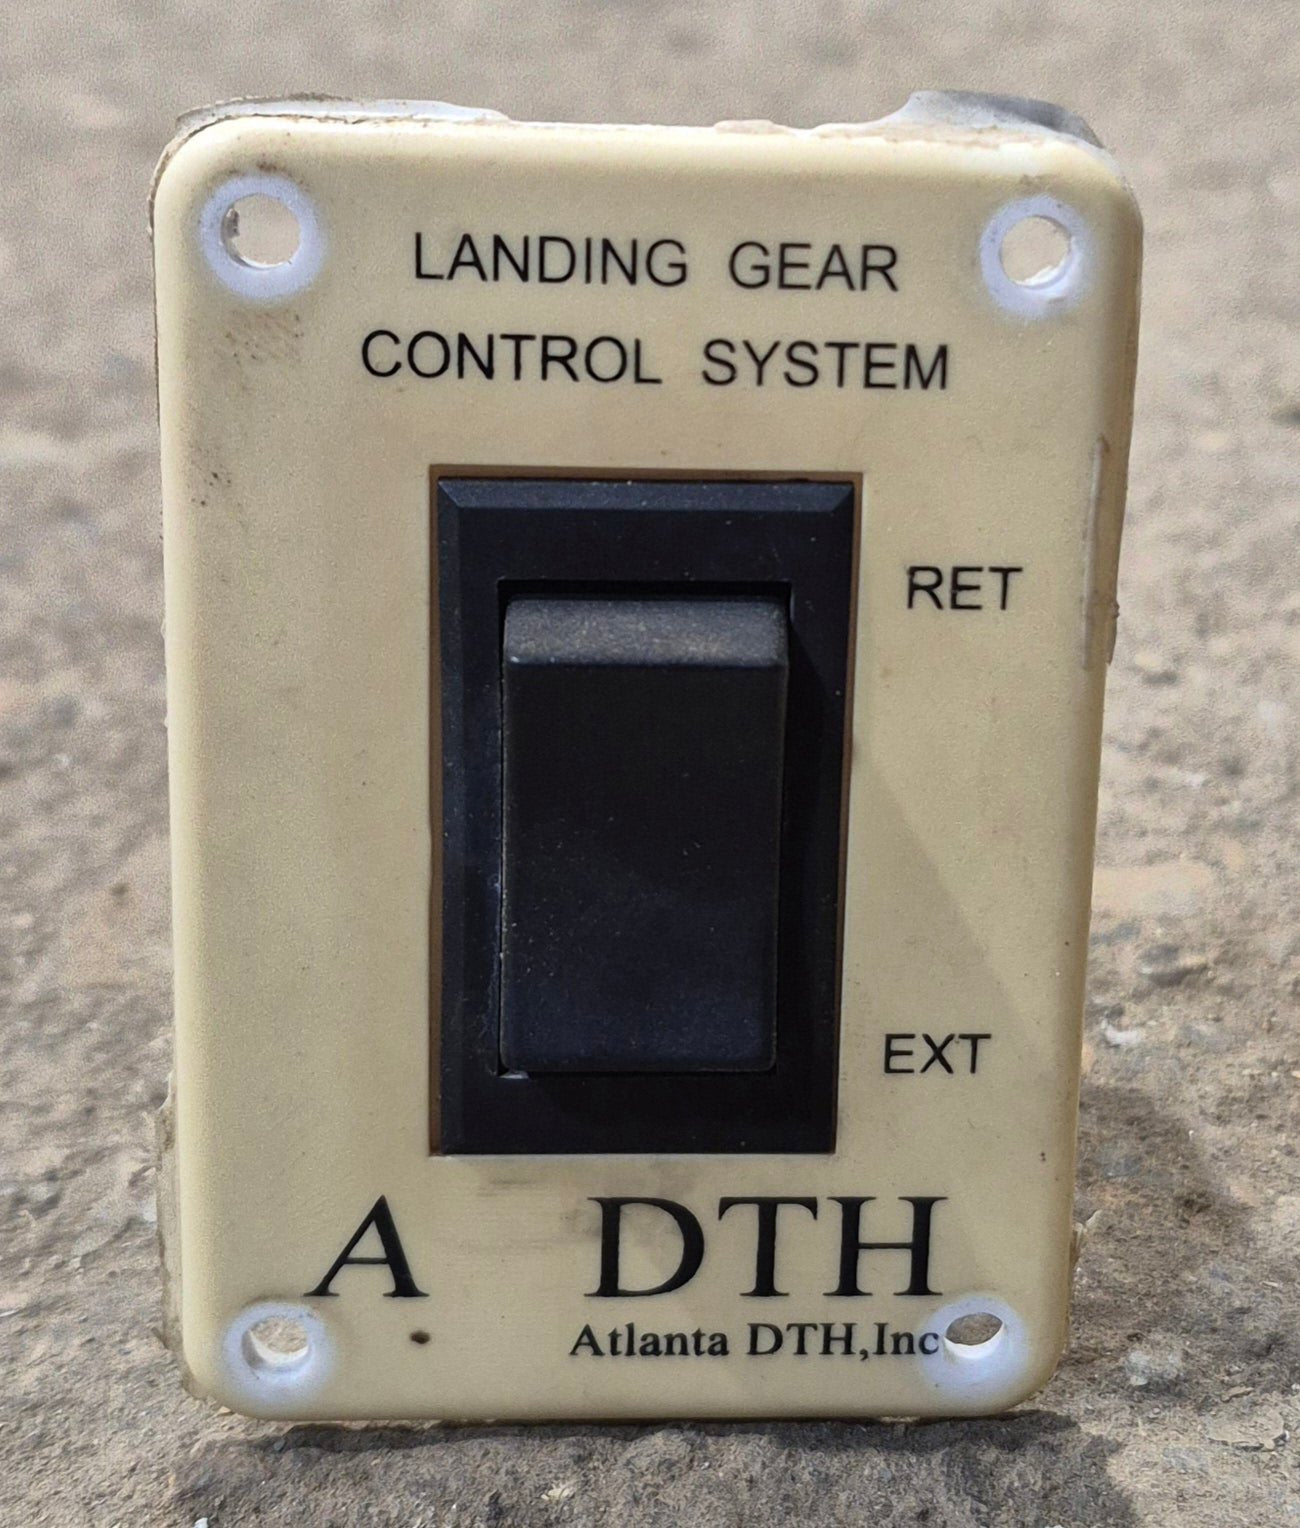 LANDING GEAR
CONTROL SYSTEM
RET
EXT
A DTH
Atlanta DTH,Inc